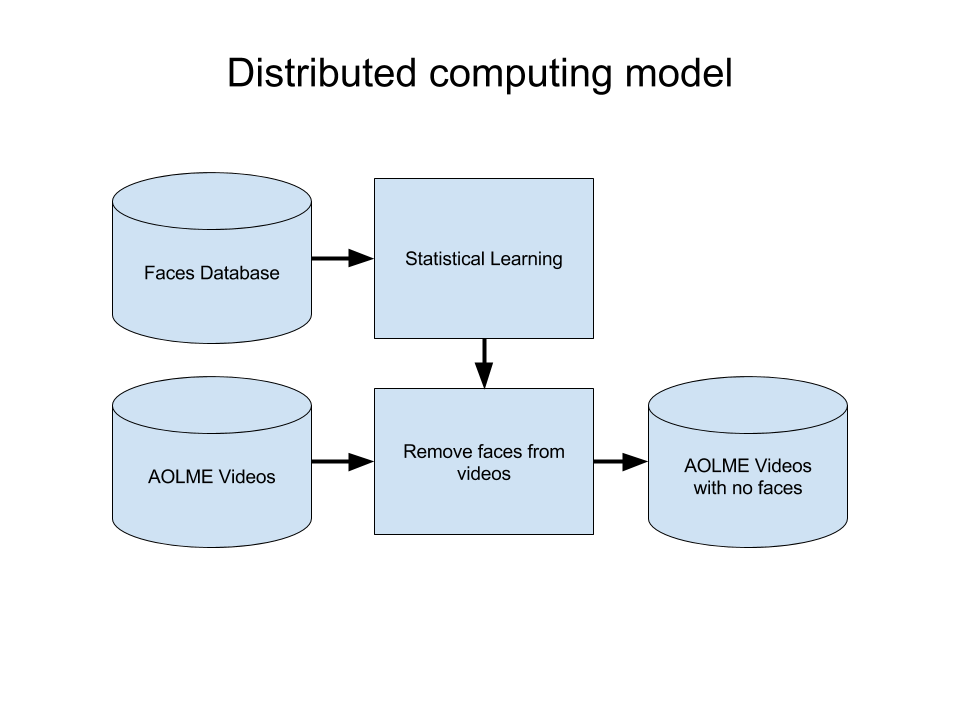 Distributed computing model
Faces Database
Statistical Learning
AOLME Videos
Remove faces from
videos
AOLME Videos
with no faces